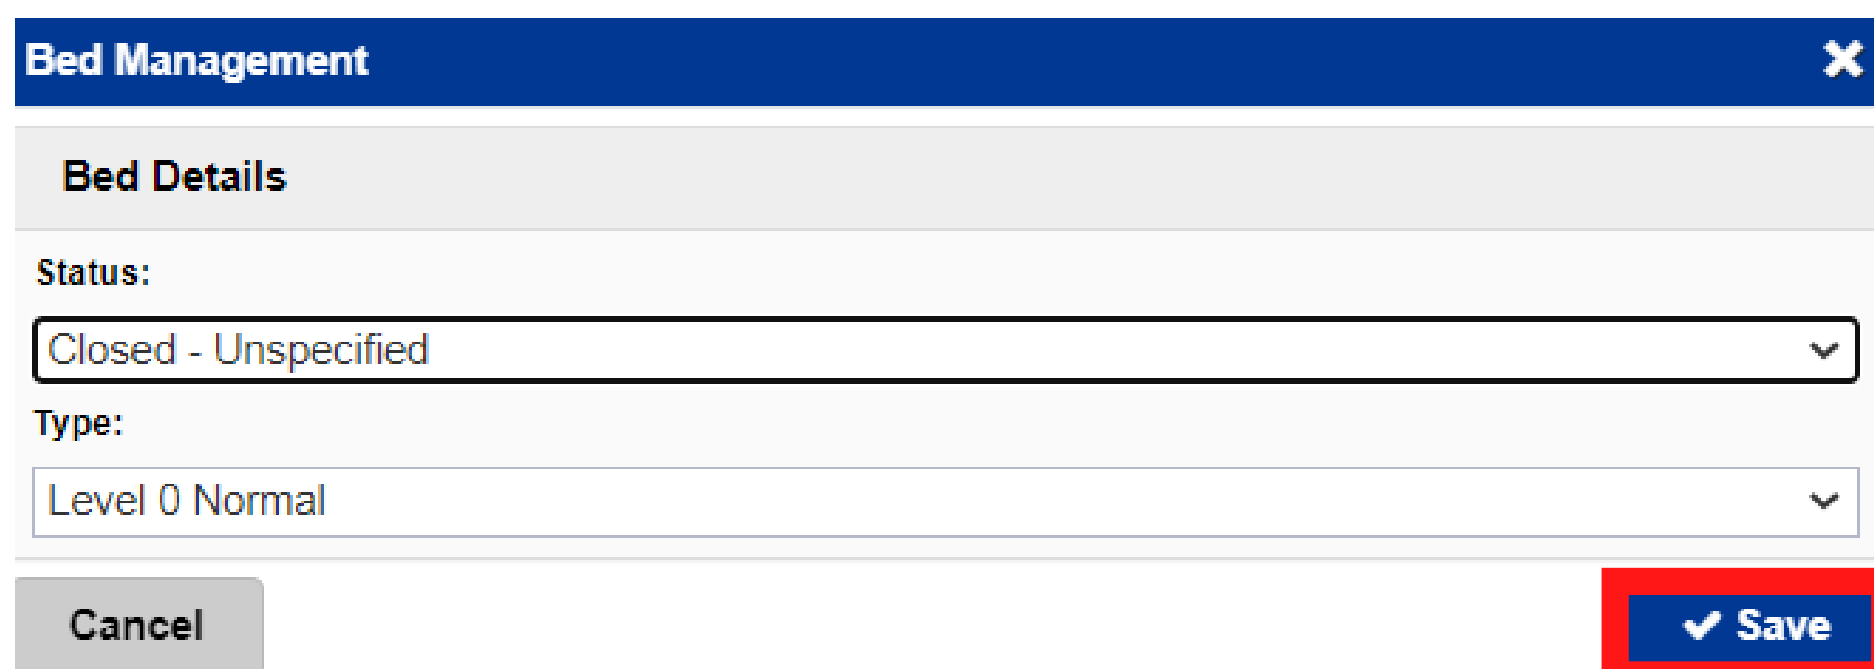 Bed Management
Bed Details
Status:
Closed - Unspecified
Type:
Level 0 Normal
Cancel
Save